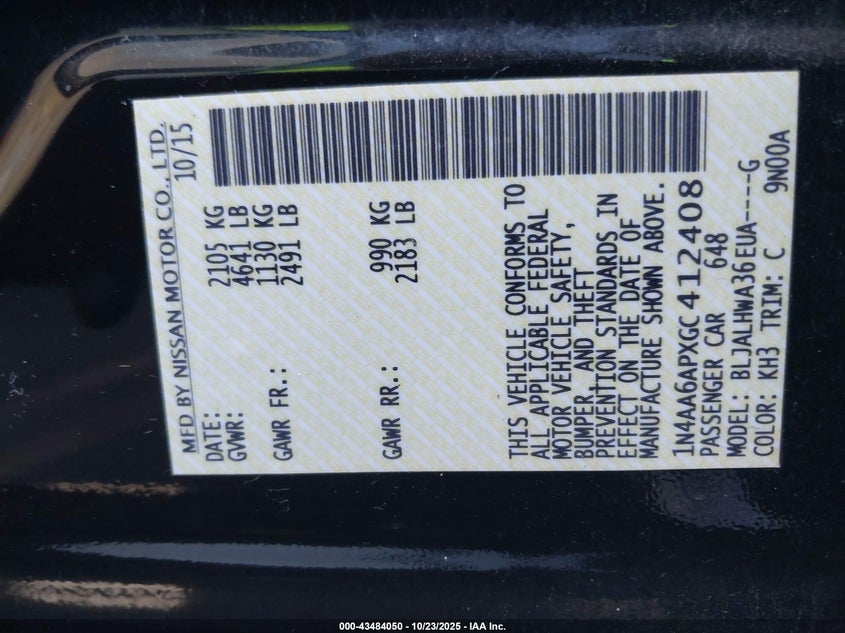 MFD BY NISSAN MOTOR CO., LTD.
DATE: 10/15
GVWR: 2105 KG
4641 LB
GAWR FR.: 1130 KG
2491 LB
GAWR RR.: 990 KG
2183 LB
THIS VEHICLE CONFORMS TO
ALL APPLICABLE FEDERAL
MOTOR VEHICLE SAFETY,
BUMPER, AND THEFT
PREVENTION STANDARDS IN
EFFECT ON THE DATE OF
MANUFACTURE SHOWN ABOVE.
1N4AA6APXGC412408
PASSENGER CAR 648
MODEL: BLJALHWA36EUA----G
COLOR: KH3 TRIM: C 9N00A
000-43484050 - 10/23/2025 - IAA Inc.